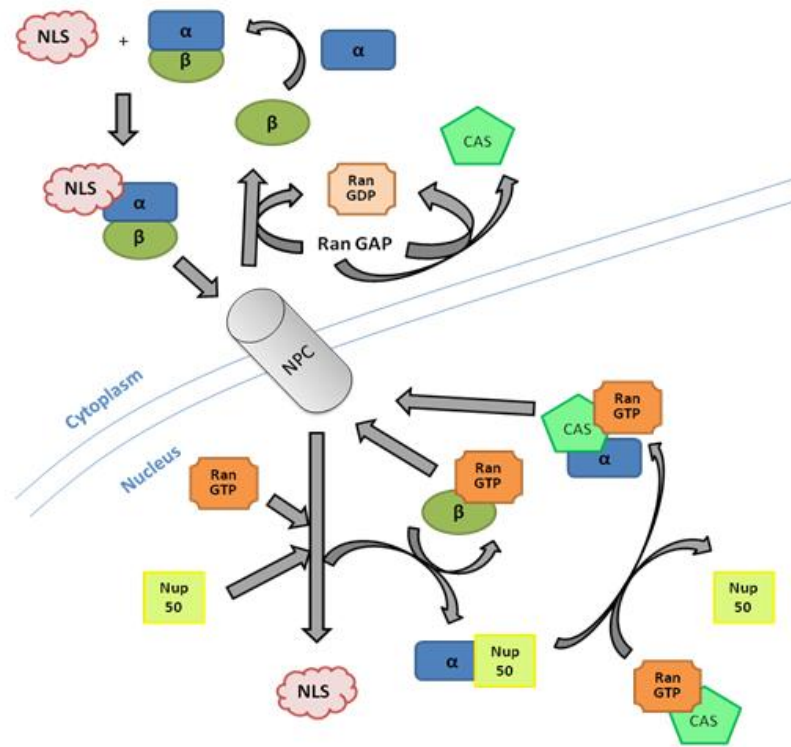 NLS
+
α
β
α
β
CAS
NLS
α
β
Ran
GDP
Ran GAP
NPC
Cytoplasm
Nucleus
Ran
GTP
CAS
α
Ran
GTP
Ran
GTP
β
Nup
50
Nup
50
α
Nup
50
NLS
Ran
GTP
CAS